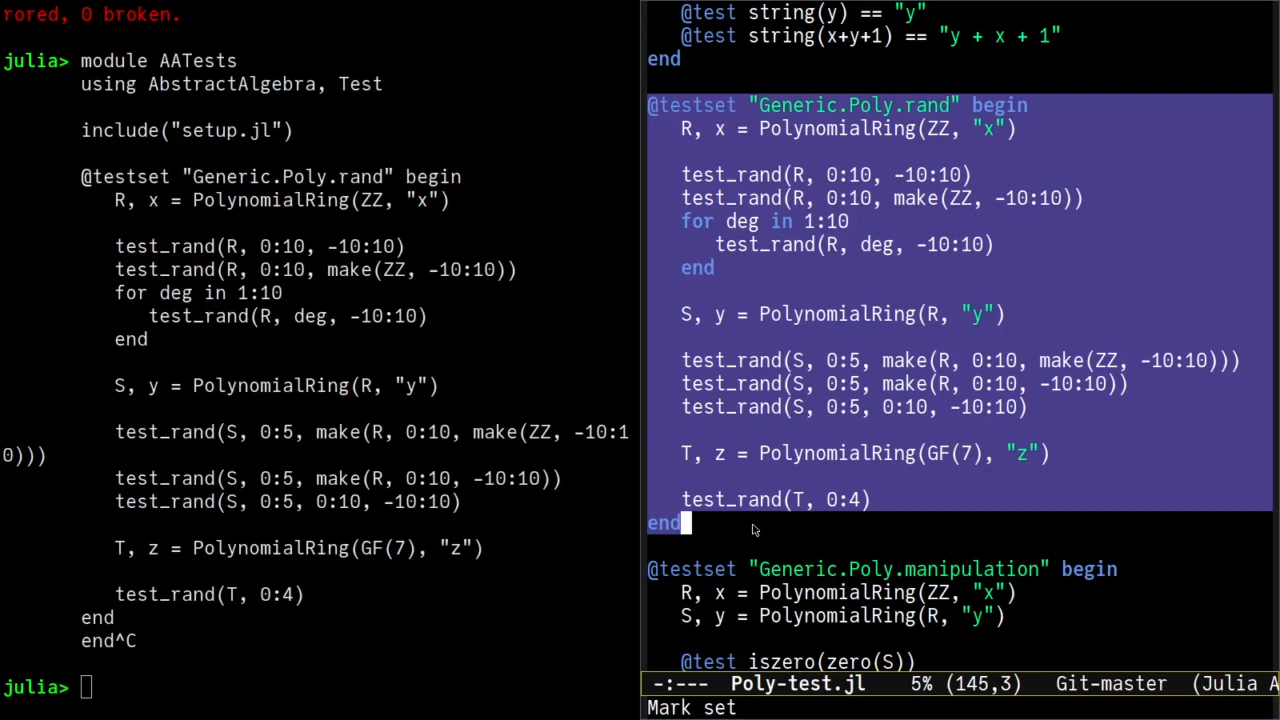 rored, 0 broken.
julia> module AATests
using AbstractAlgebra, Test
include("setup.jl")
@testset "Generic.Poly.rand" begin
R, x = PolynomialRing(ZZ, "x")
test_rand(R, 0:10, -10:10)
test_rand(R, 0:10, make(ZZ, -10:10))
for deg in 1:10
test_rand(R, deg, -10:10)
end
S, y = PolynomialRing(R, "y")
test_rand(S, 0:5, make(R, 0:10, make(ZZ, -10:1
0)))
test_rand(S, 0:5, make(R, 0:10, -10:10))
test_rand(S, 0:5, 0:10, -10:10)
T, z = PolynomialRing(GF(7), "z")
test_rand(T, 0:4)
end
end^C
julia>
@test string(y) == "y"
@test string(x+y+1) == "y + x + 1"
end
@testset "Generic.Poly.rand" begin
R, x = PolynomialRing(ZZ, "x")
test_rand(R, 0:10, -10:10)
test_rand(R, 0:10, make(ZZ, -10:10))
for deg in 1:10
test_rand(R, deg, -10:10)
end
S, y = PolynomialRing(R, "y")
test_rand(S, 0:5, make(R, 0:10, make(ZZ, -10:10)))
test_rand(S, 0:5, make(R, 0:10, -10:10))
test_rand(S, 0:5, 0:10, -10:10)
T, z = PolynomialRing(GF(7), "z")
test_rand(T, 0:4)
end
@testset "Generic.Poly.manipulation" begin
R, x = PolynomialRing(ZZ, "x")
S, y = PolynomialRing(R, "y")
@test iszero(zero(S))
-:--- Poly-test.jl 5% (145,3) Git-master (Julia A
Mark set